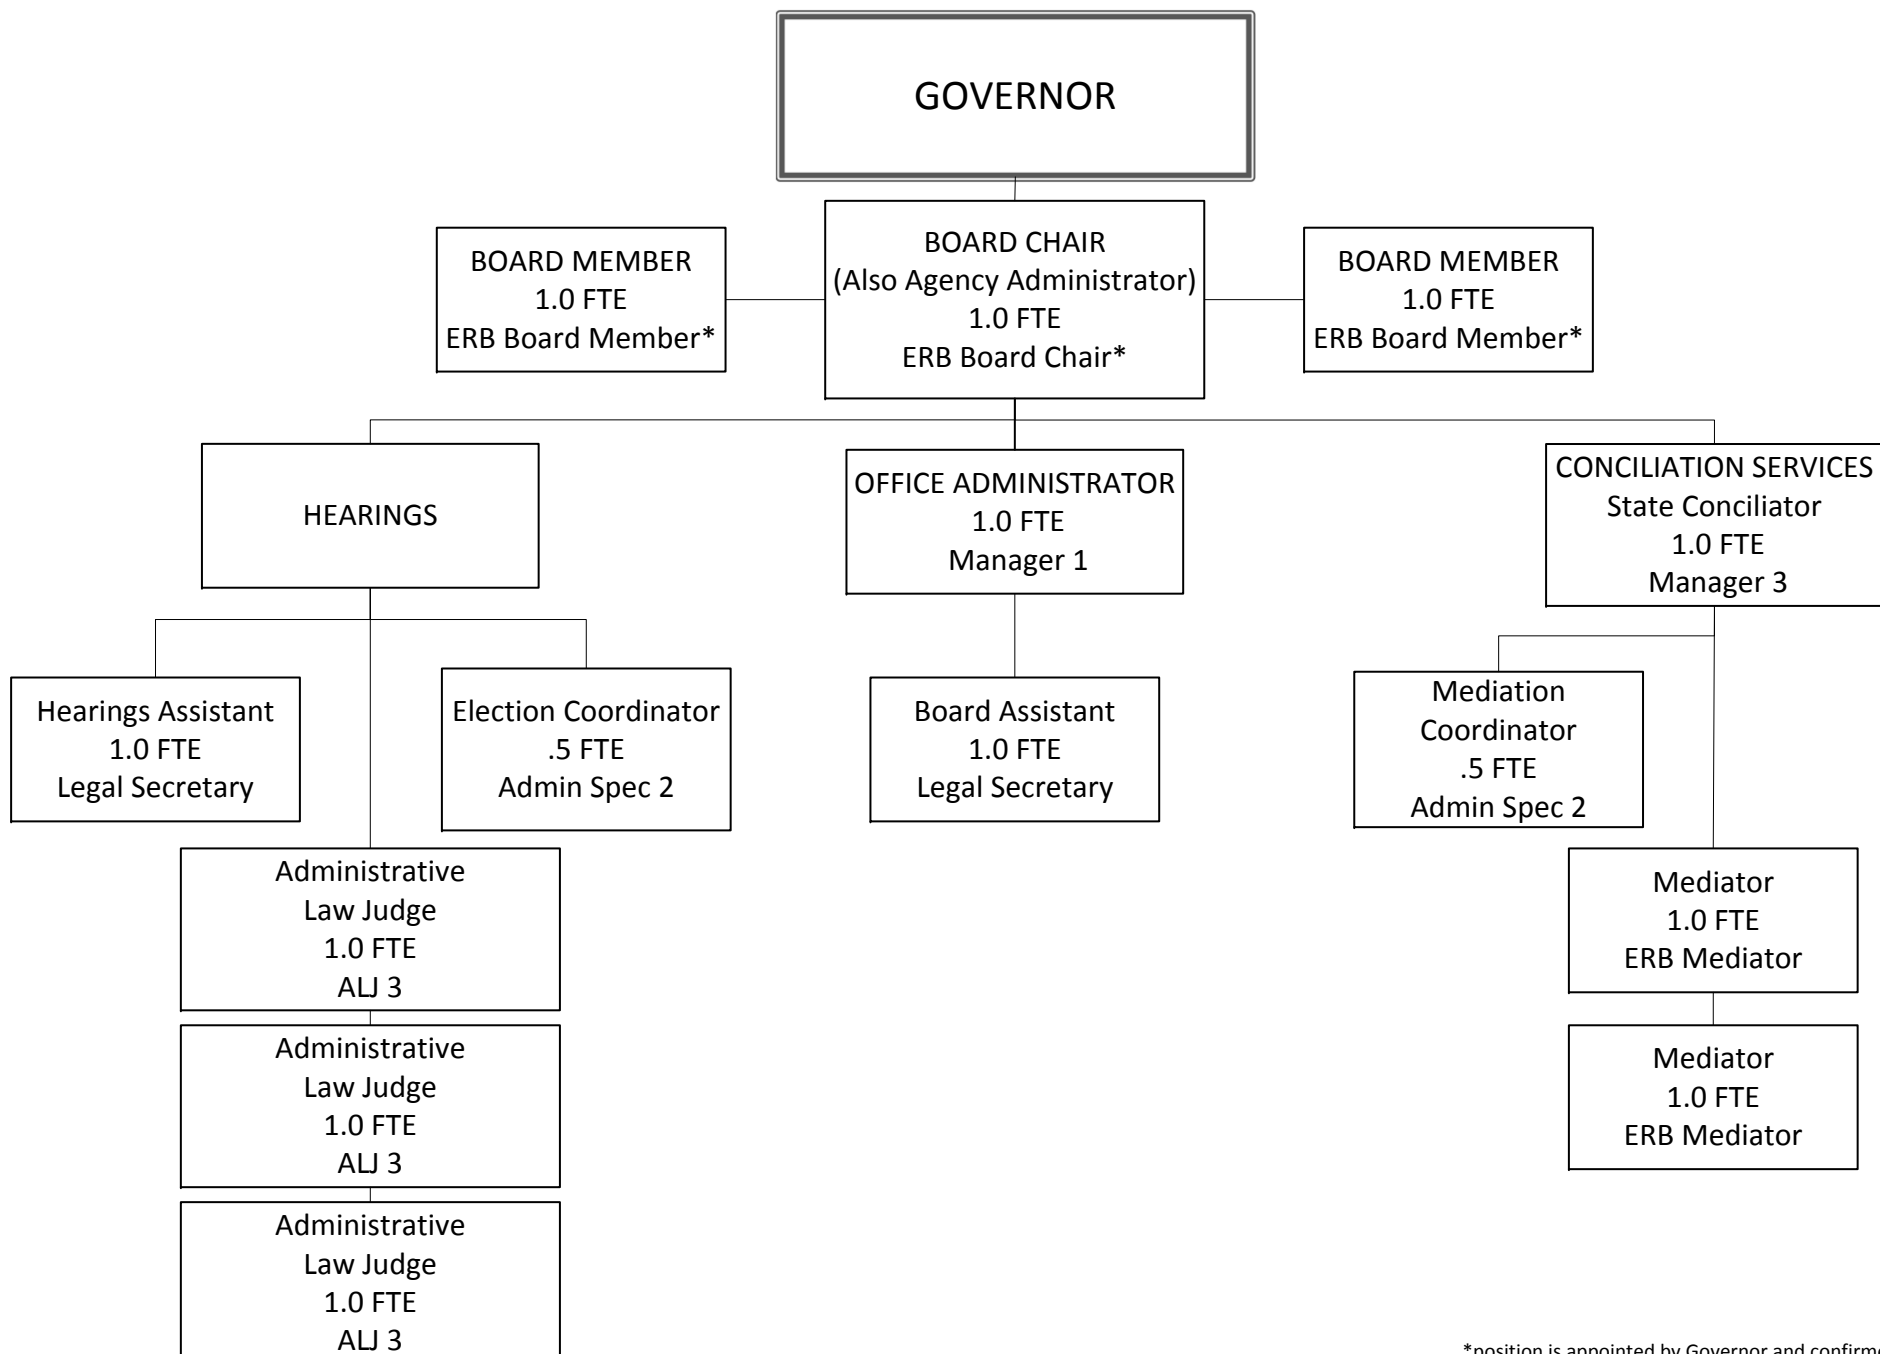 GOVERNOR
BOARD MEMBER
1.0 FTE
ERB Board Member*
BOARD CHAIR
(Also Agency Administrator)
1.0 FTE
ERB Board Chair*
BOARD MEMBER
1.0 FTE
ERB Board Member*
HEARINGS
OFFICE ADMINISTRATOR
1.0 FTE
Manager 1
CONCILIATION SERVICES
State Conciliator
1.0 FTE
Manager 3
Hearings Assistant
1.0 FTE
Legal Secretary
Election Coordinator
.5 FTE
Admin Spec 2
Board Assistant
1.0 FTE
Legal Secretary
Mediation
Coordinator
.5 FTE
Admin Spec 2
Administrative
Law Judge
1.0 FTE
ALJ 3
Mediator
1.0 FTE
ERB Mediator
Administrative
Law Judge
1.0 FTE
ALJ 3
Mediator
1.0 FTE
ERB Mediator
Administrative
Law Judge
1.0 FTE
ALJ 3
*position is appointed by Governor and